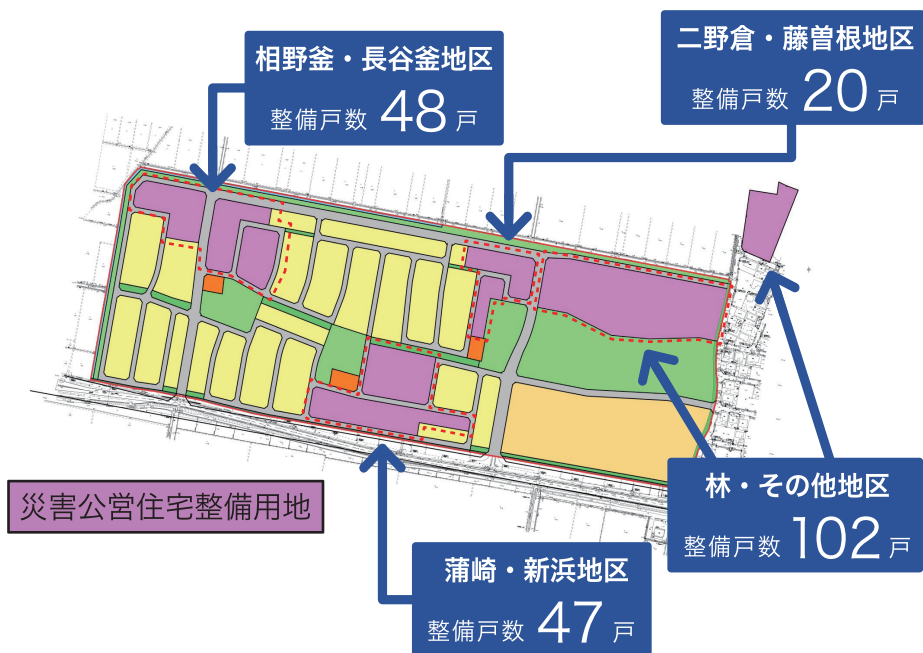 相野釜・長谷釜地区
整備戸数 48 戸
二野倉・藤曽根地区
整備戸数 20 戸
災害公営住宅整備用地
林・その他地区
整備戸数 102 戸
蒲崎・新浜地区
整備戸数 47 戸